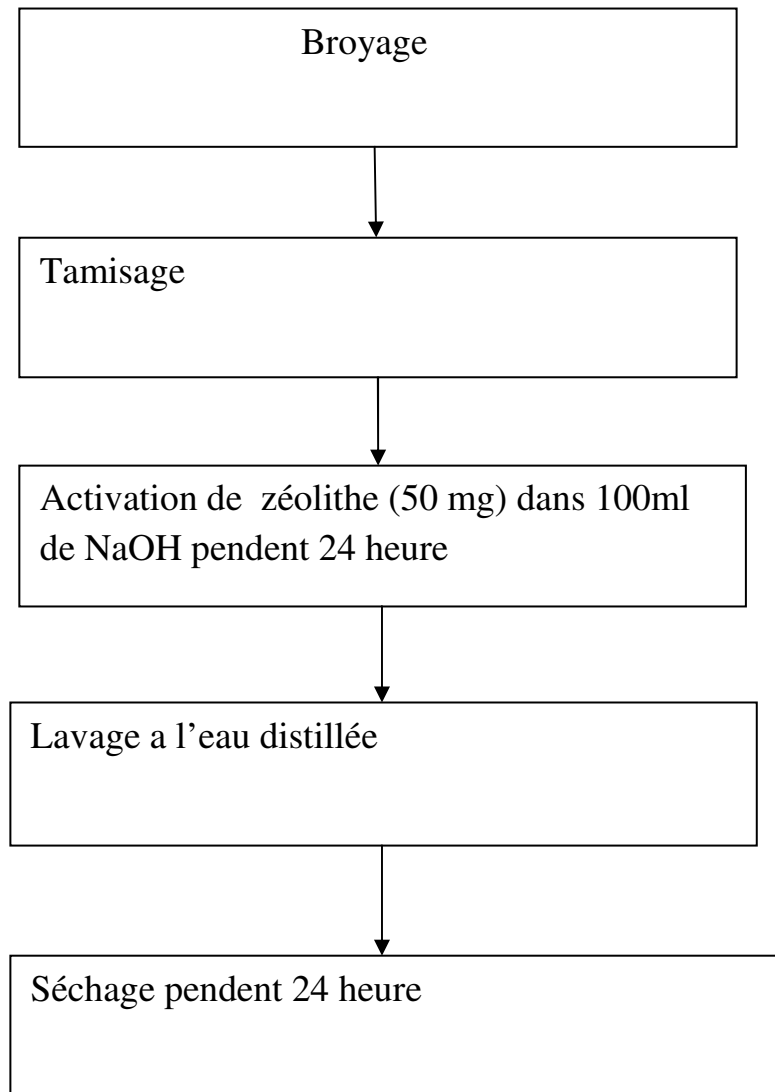 Broyage
Tamisage
Activation de zéolithe (50 mg) dans 100ml
de NaOH pendent 24 heure
Lavage a l’eau distillée
Séchage pendent 24 heure